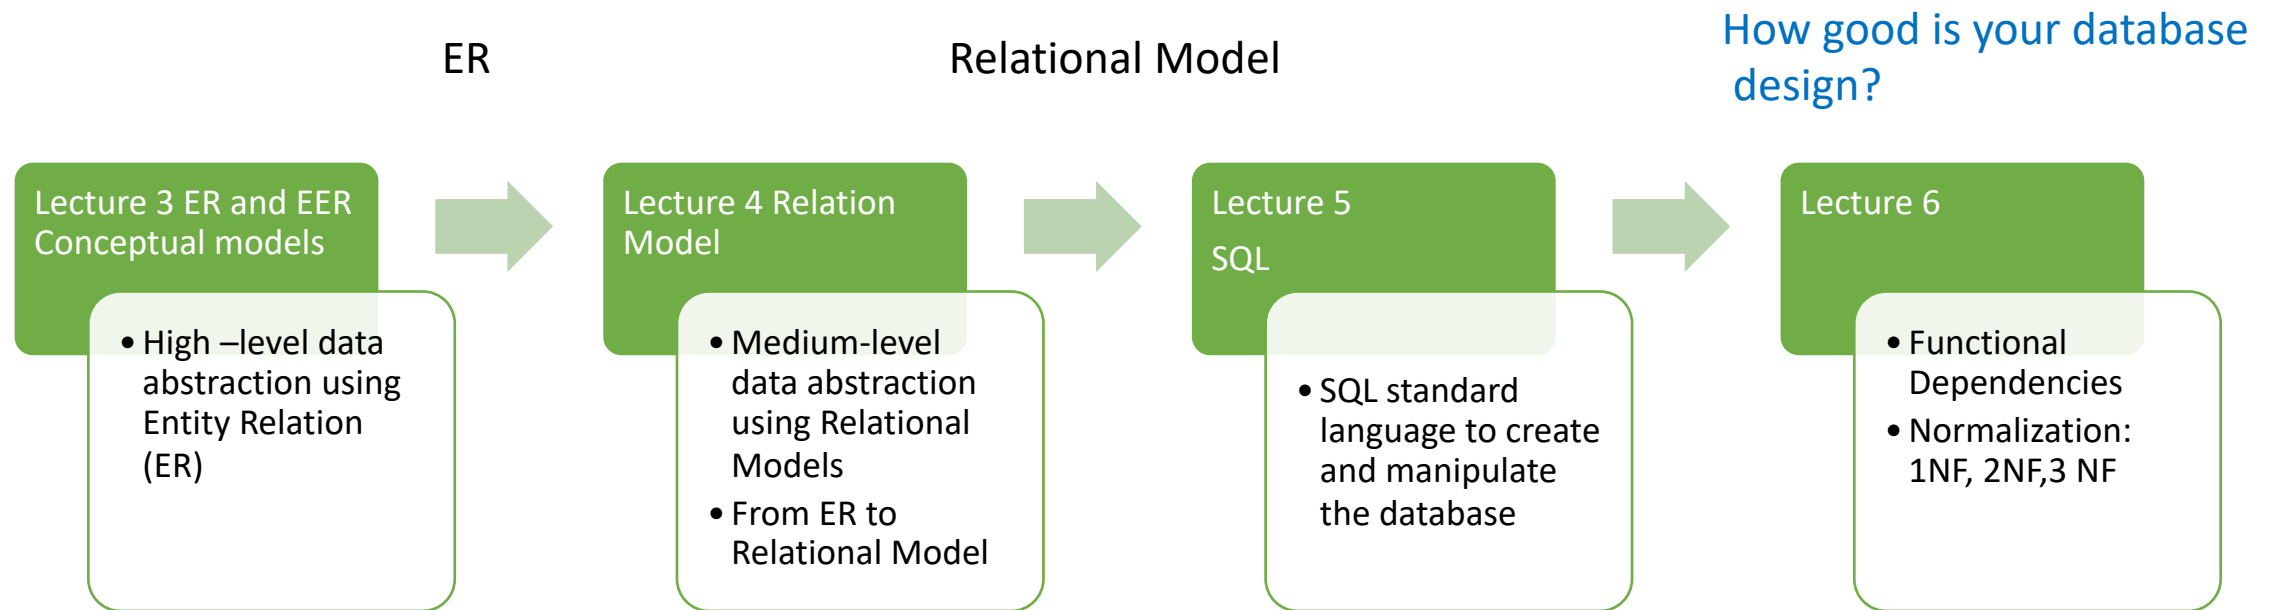 ER
Relational Model
How good is your database
design?
Lecture 3 ER and EER
Conceptual models
• High –level data
abstraction using
Entity Relation
(ER)
Lecture 4 Relation
Model
• Medium-level
data abstraction
using Relational
Models
• From ER to
Relational Model
Lecture 5
SQL
• SQL standard
language to create
and manipulate
the database
Lecture 6
• Functional
Dependencies
• Normalization:
1NF, 2NF,3 NF